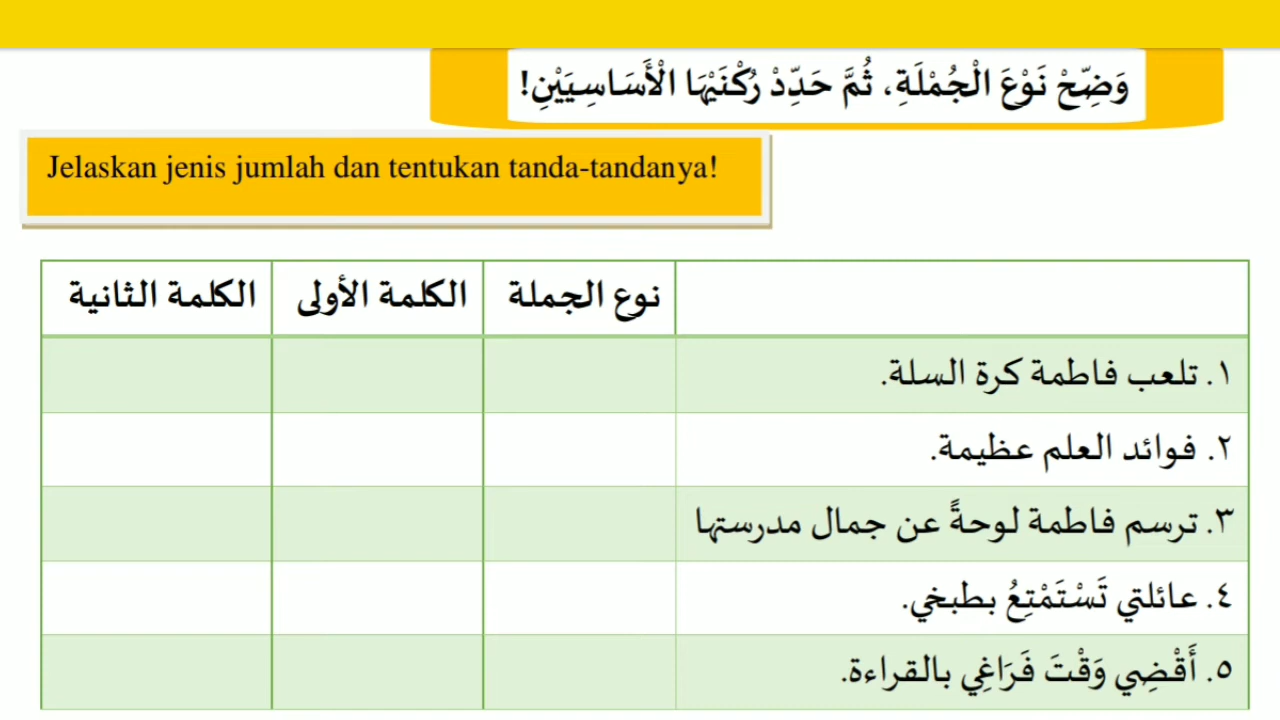 وَضِّحْ نَوْعَ الْجُمْلَةِ، ثُمَّ حَدِّدْ رُكْنَيْهَا الْأَسَاسِيَيْنِ!
Jelaskan jenis jumlah dan tentukan tanda-tandanya!
نوع الجملة الكلمة الأولى الكلمة الثانية
١. تلعب فاطمة كرة السلة.
٢. فوائد العلم عظيمة.
٣. ترسم فاطمة لوحةً عن جمال مدرستها
٤. عائلتي تَسْتَمْتِعُ بطبخي.
٥. أَقْضِي وَقْتَ فَرَاغِي بالقراءة.